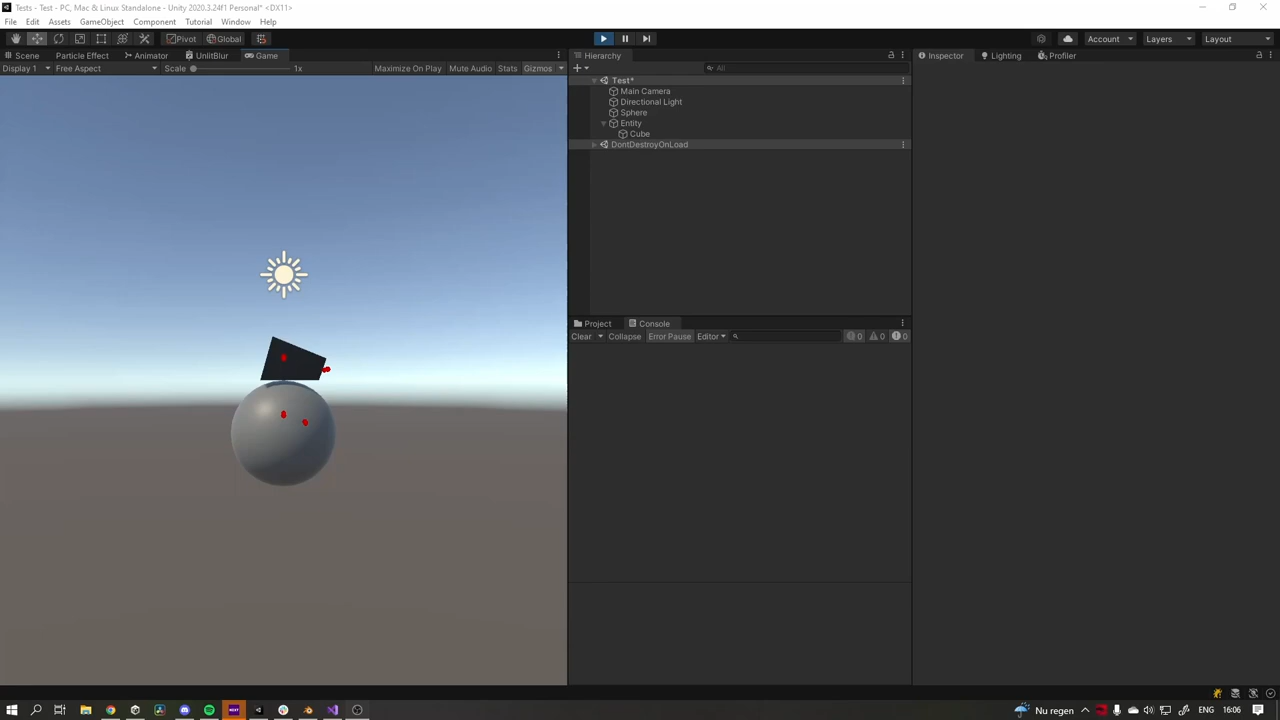 Tests - Test - PC, Mac & Linux Standalone - Unity 2020.3.24f1 Personal* <DX11>
File Edit Assets GameObject Component Tutorial Window Help
Pivot Global Account Layers Layout
Scene Particle Effect Animator UnlitBlur Game
Display 1 Free Aspect Scale 1x Maximize On Play Mute Audio Stats Gizmos
Hierarchy
All
Test*
Main Camera
Directional Light
Sphere
Entity
Cube
DontDestroyOnLoad
Project Console
Clear Collapse Error Pause Editor 0 0 0
Inspector Lighting Profiler
Nu regen ENG 16:06